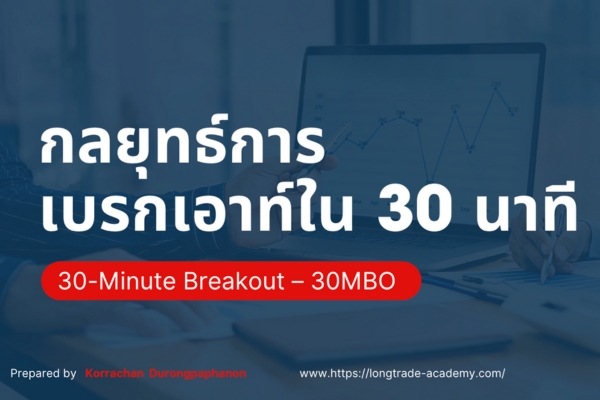 กลยุทธ์การ
เบรกเอาท์ใน 30 นาที
30-Minute Breakout – 30MBO
Prepared by Korrachan Durongpaphanon www.https://longtrade-academy.com/